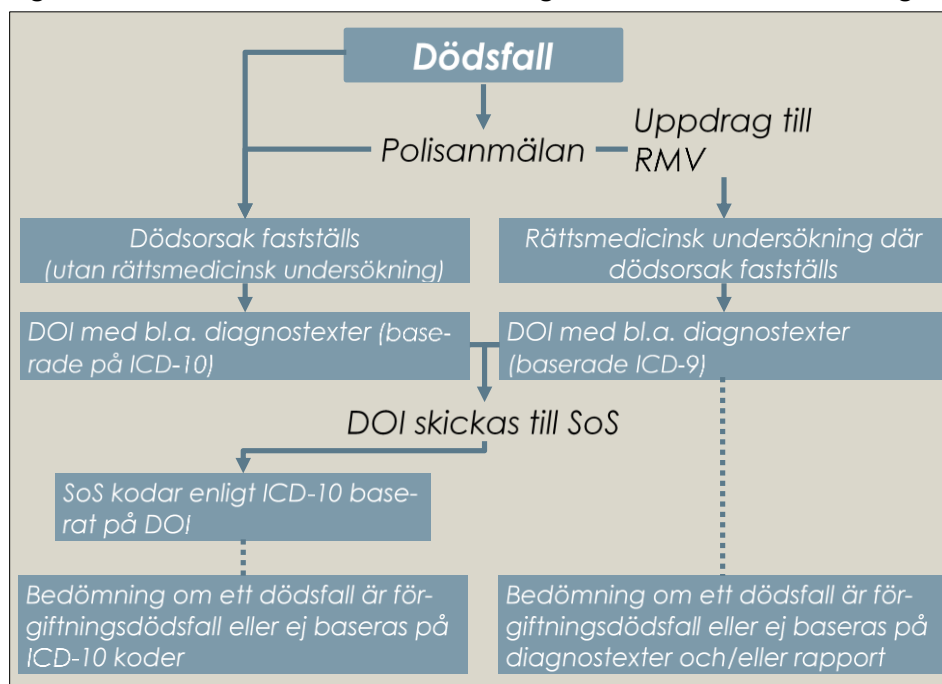 Dödsfall
Polisanmälan
Uppdrag till
RMV
Dödsorsak fastställs
(utan rättsmedicinsk undersökning)
Rättsmedicinsk undersökning där
dödsorsak fastställs
DOI med bl.a. diagnostexter (base-
rade på ICD-10)
DOI med bl.a. diagnostexter
(baserade ICD-9)
DOI skickas till SoS
SoS kodar enligt ICD-10 base-
rat på DOI
Bedömning om ett dödsfall är för-
giftningsdödsfall eller ej baseras på
ICD-10 koder
Bedömning om ett dödsfall är för-
giftningsdödsfall eller ej baseras på
diagnostexter och/eller rapport